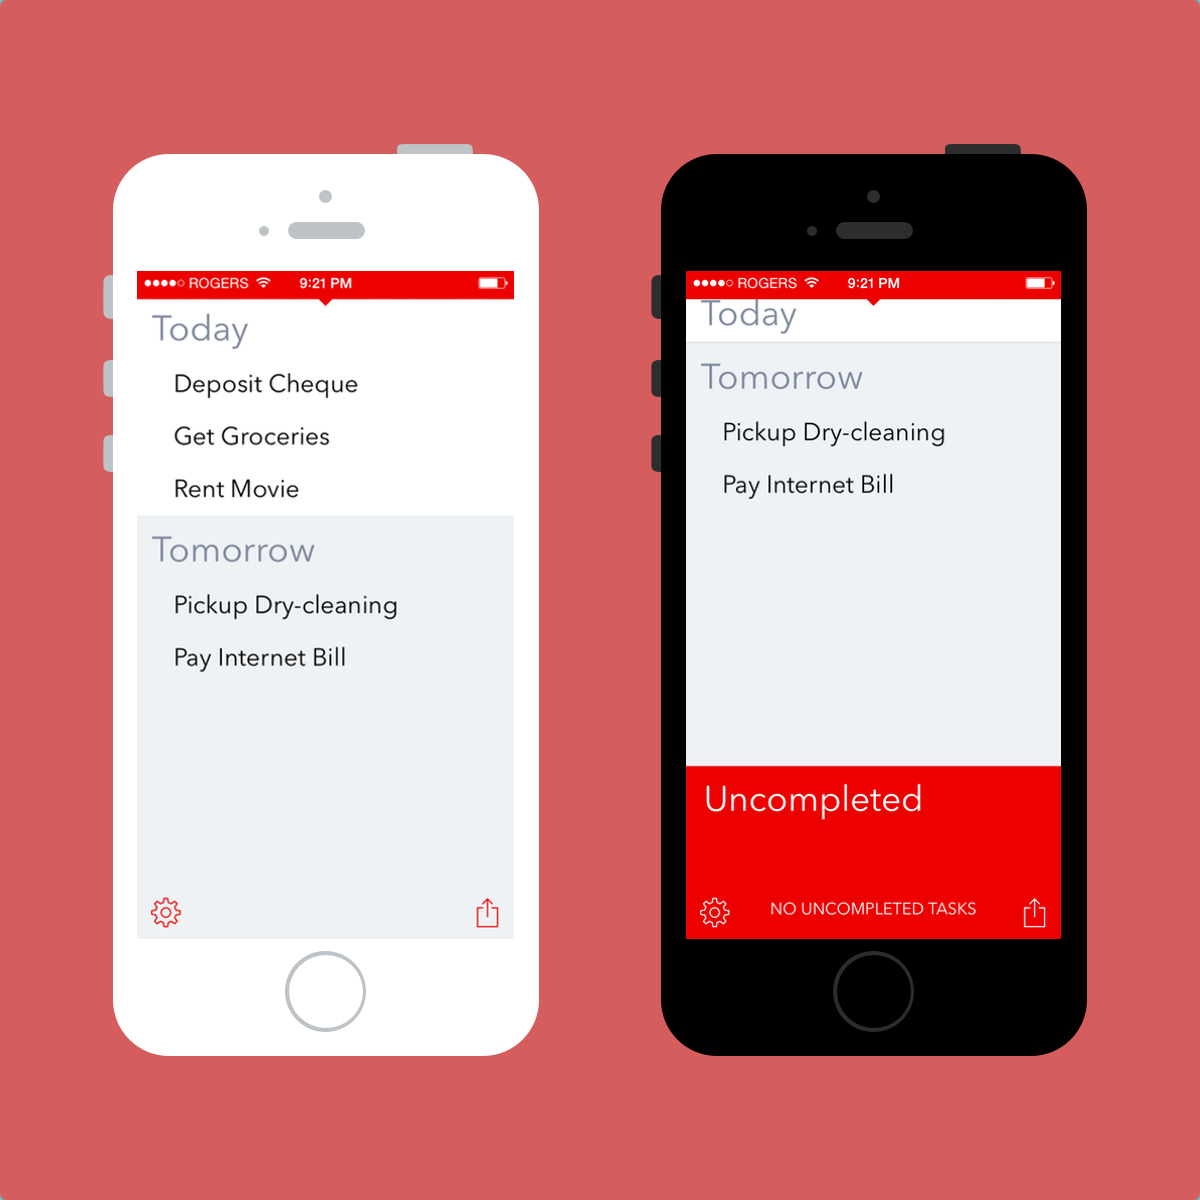 ROGERS 9:21 PM
Today
Deposit Cheque
Get Groceries
Rent Movie
Tomorrow
Pickup Dry-cleaning
Pay Internet Bill
ROGERS 9:21 PM
Today
Tomorrow
Pickup Dry-cleaning
Pay Internet Bill
Uncompleted
NO UNCOMPLETED TASKS